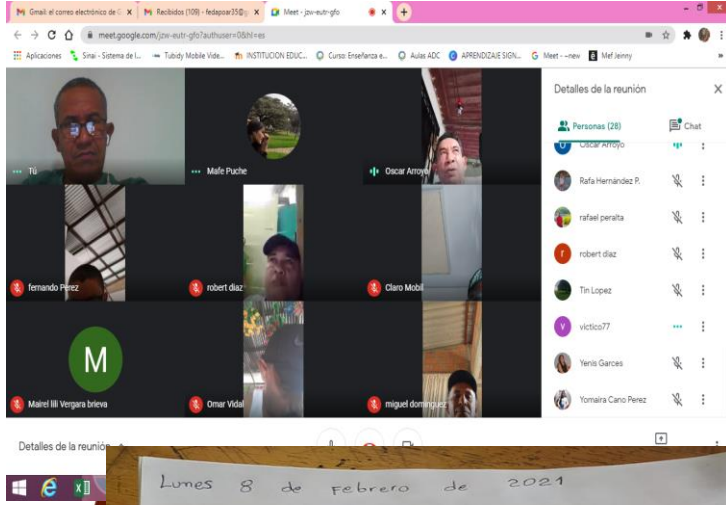 Gmail: el correo electrónico de G
Recibidos (109) - fedapoar35@g
Meet - jzw-eutr-gfo
meet.google.com/jzw-eutr-gfo?authuser=0&hl=es
Aplicaciones
Sinai - Sistema de I...
Tubidy Mobile Vide...
INSTITUCION EDUC...
Curso: Enseñanza e...
Aulas ADC
APRENDIZAJE SIGN...
Meet - --new
Mef Jeinny
Tú
Mafe Puche
Oscar Arroyo
fernando Perez
robert diaz
Claro Mobil
M
Mairel lili Vergara brieva
Omar Vidal
miguel dominguez
Detalles de la reunión
Personas (28)
Chat
Oscar Arroyo
Rafa Hernández P.
rafael peralta
r
robert diaz
Tin Lopez
v
victico77
Yenis Garces
Yomaira Cano Perez
Detalles de la reunión
Lunes 8 de Febrero de 2021